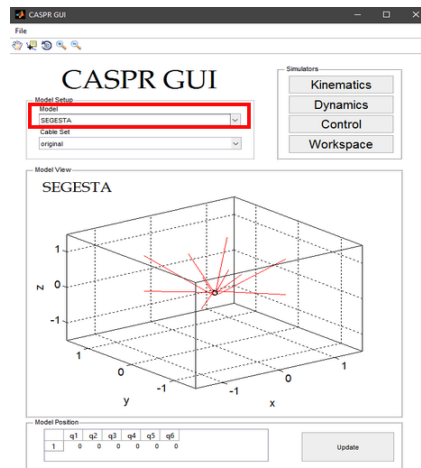 CASPR GUI
File
CASPR GUI
Model Setup
Model
SEGESTA
Cable Set
original
Simulators
Kinematics
Dynamics
Control
Workspace
Model View
SEGESTA
1
0
-1
z
1
0
-1
y
-1
0
1
x
Model Position
q1 q2 q3 q4 q5 q6
1 0 0 0 0 0 0
Update